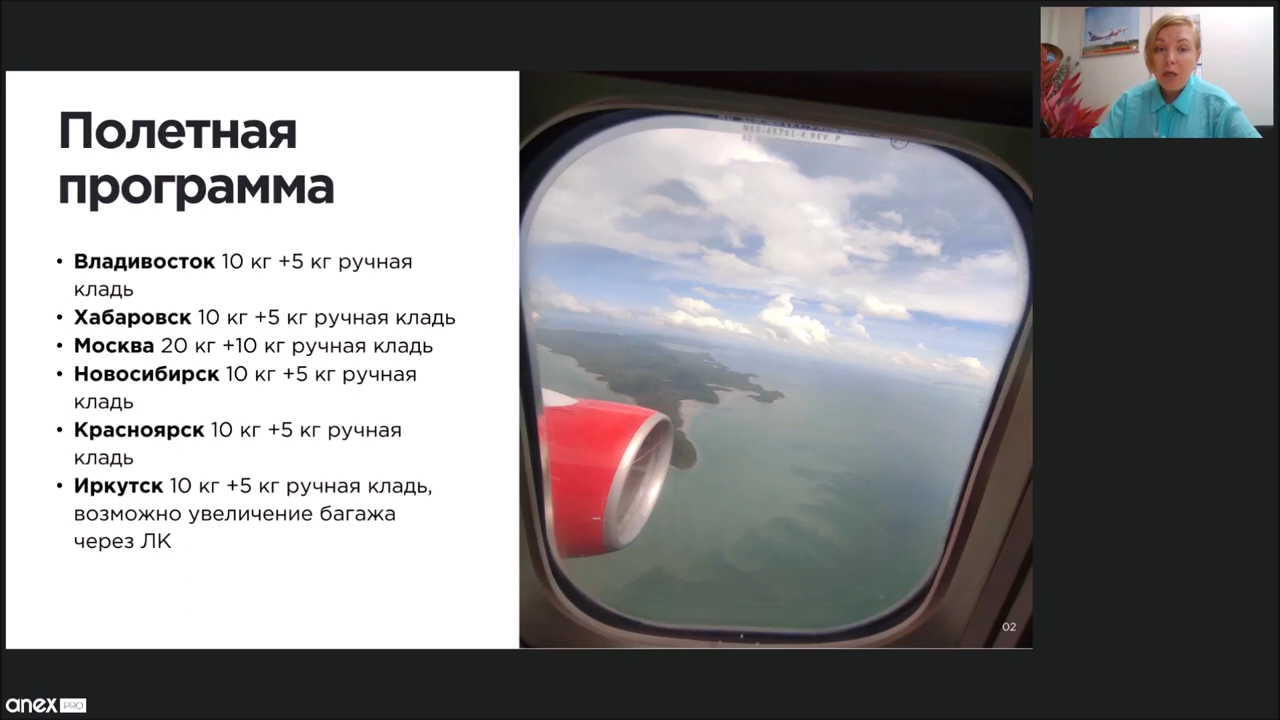 Полетная
программа
• Владивосток 10 кг +5 кг ручная
кладь
• Хабаровск 10 кг +5 кг ручная кладь
• Москва 20 кг +10 кг ручная кладь
• Новосибирск 10 кг +5 кг ручная
кладь
• Красноярск 10 кг +5 кг ручная
кладь
• Иркутск 10 кг +5 кг ручная кладь,
возможно увеличение багажа
через ЛК
02
anex PRO